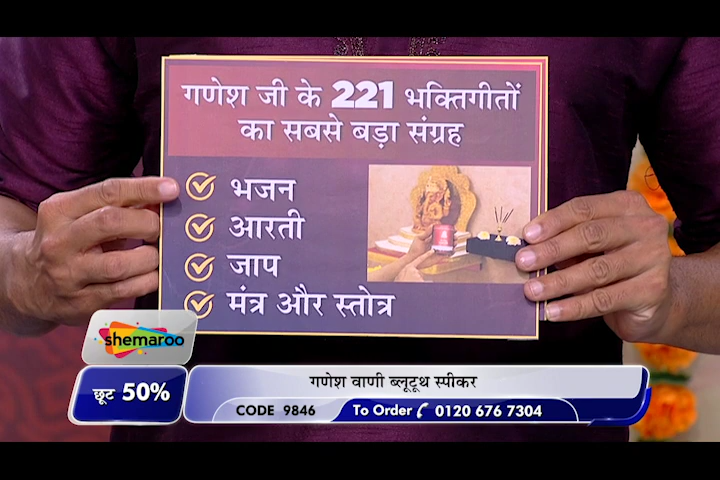 गणेश जी के 221 भक्तिगीतों
का सबसे बड़ा संग्रह
भजन
आरती
जाप
मंत्र और स्तोत्र
shemaroo
छूट 50%
गणेश वाणी ब्लूटूथ स्पीकर
CODE 9846
To Order 0120 676 7304